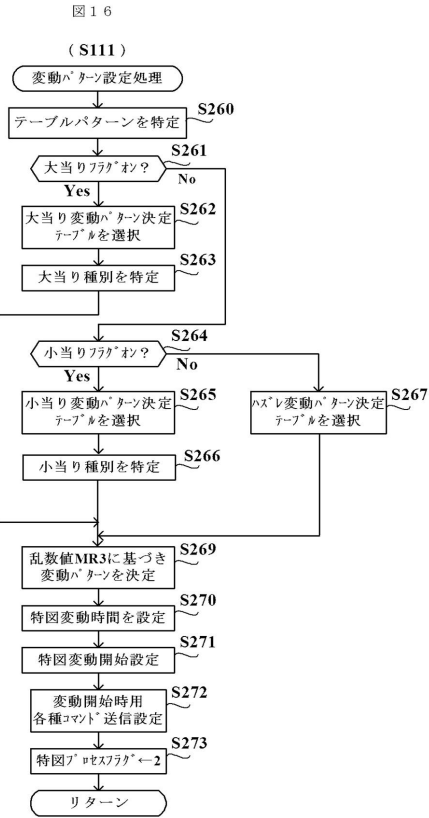 図１６
（S111）
変動ﾊﾟﾀｰﾝ設定処理
S260
テーブルパターンを特定
S261
大当りﾌﾗｸﾞｵﾝ？
No
Yes
S262
大当り変動ﾊﾟﾀｰﾝ決定
ﾃｰﾌﾞﾙを選択
S263
大当り種別を特定
S264
小当りﾌﾗｸﾞｵﾝ？
No
Yes
S265
小当り変動ﾊﾟﾀｰﾝ決定
ﾃｰﾌﾞﾙを選択
S267
ﾊｽﾞﾚ変動ﾊﾟﾀｰﾝ決定
ﾃｰﾌﾞﾙを選択
S266
小当り種別を特定
S269
乱数値MR3に基づき
変動ﾊﾟﾀｰﾝを決定
S270
特図変動時間を設定
S271
特図変動開始設定
S272
変動開始時用
各種ｺﾏﾝﾄﾞ送信設定
S273
特図ﾌﾟﾛｾｽﾌﾗｸﾞ←2
リターン